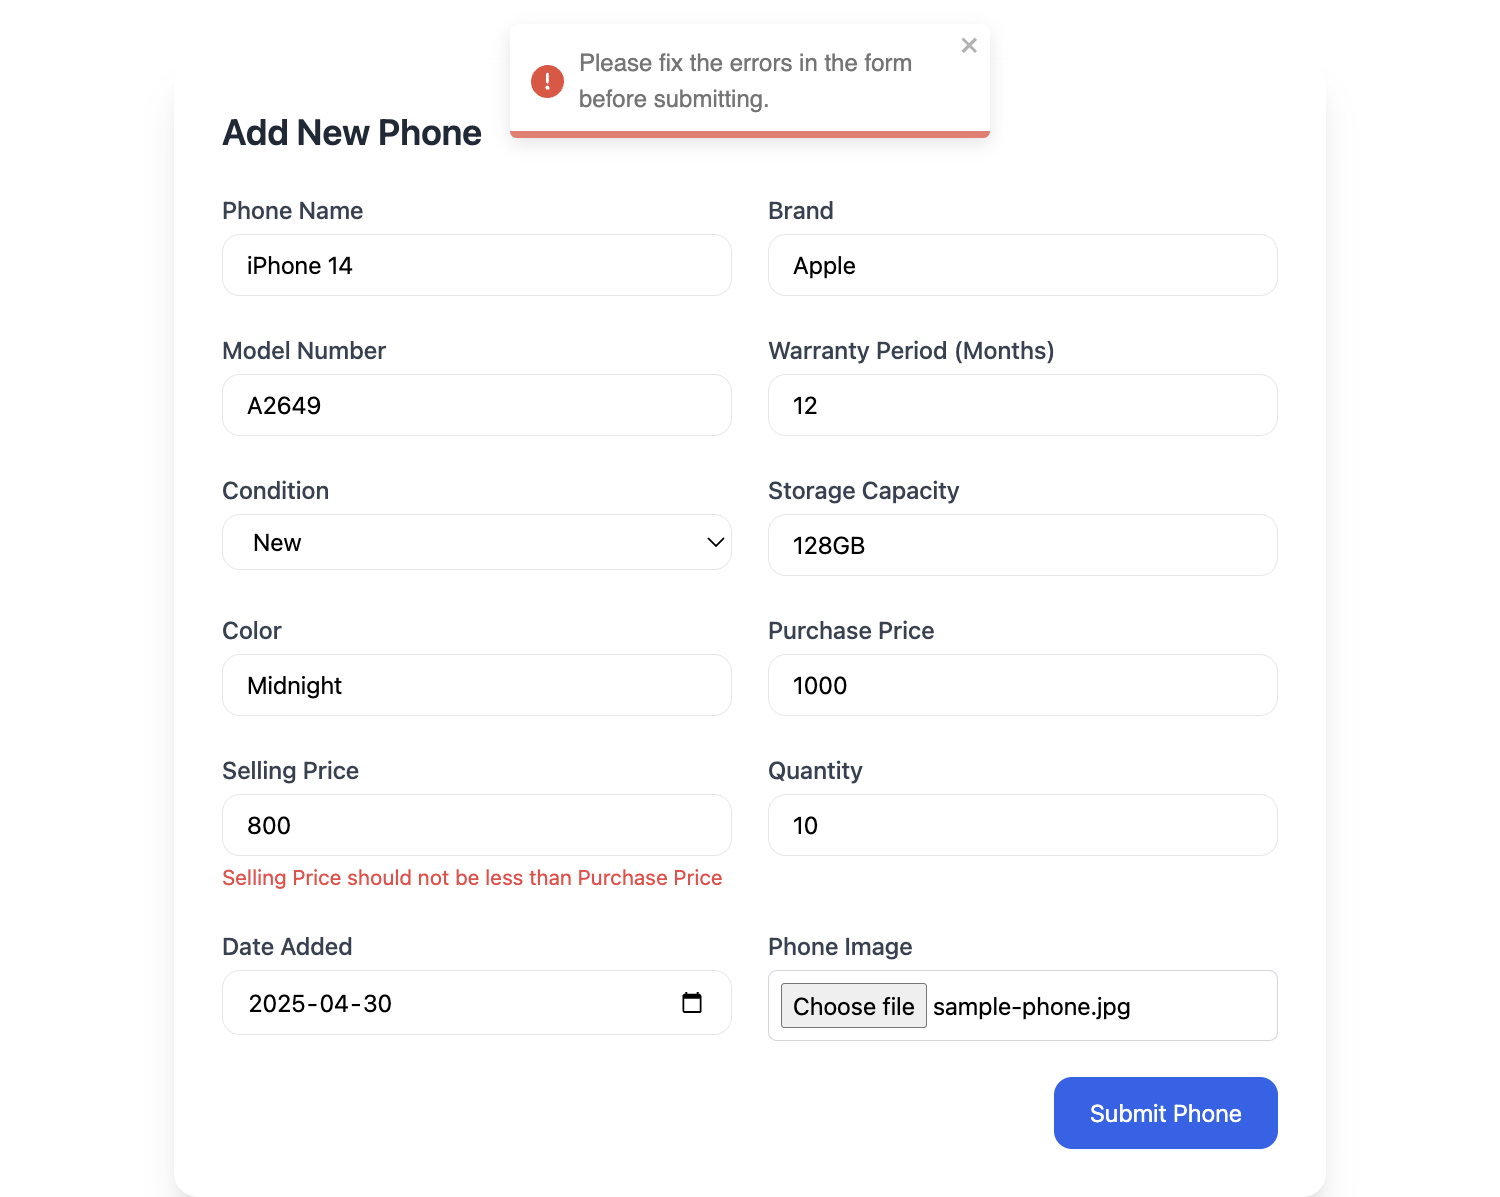 Please fix the errors in the form
before submitting.
Add New Phone
Phone Name
iPhone 14
Brand
Apple
Model Number
A2649
Warranty Period (Months)
12
Condition
New
Storage Capacity
128GB
Color
Midnight
Purchase Price
1000
Selling Price
800
Selling Price should not be less than Purchase Price
Quantity
10
Date Added
2025-04-30
Phone Image
Choose file sample-phone.jpg
Submit Phone